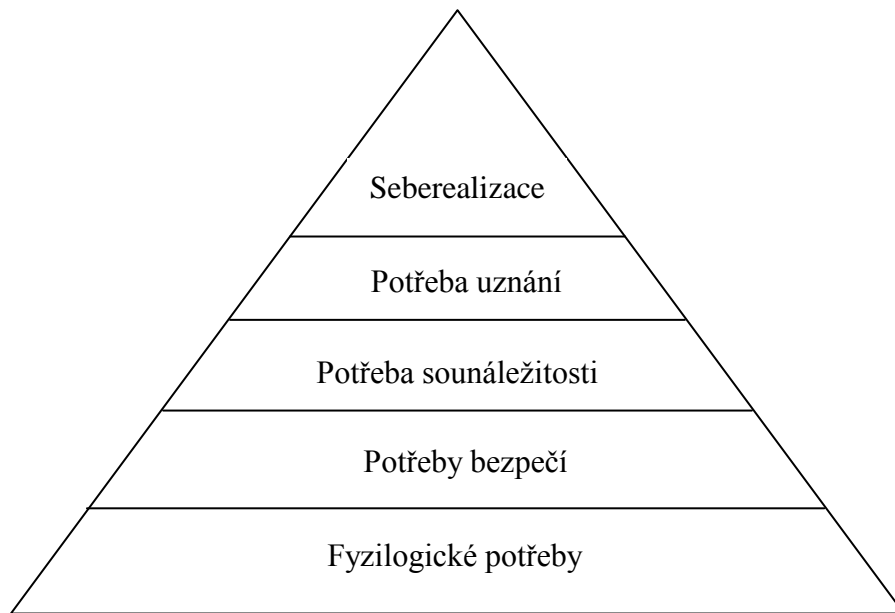 Seberealizace
Potřeba uznání
Potřeba sounáležitosti
Potřeby bezpečí
Fyzilogické potřeby